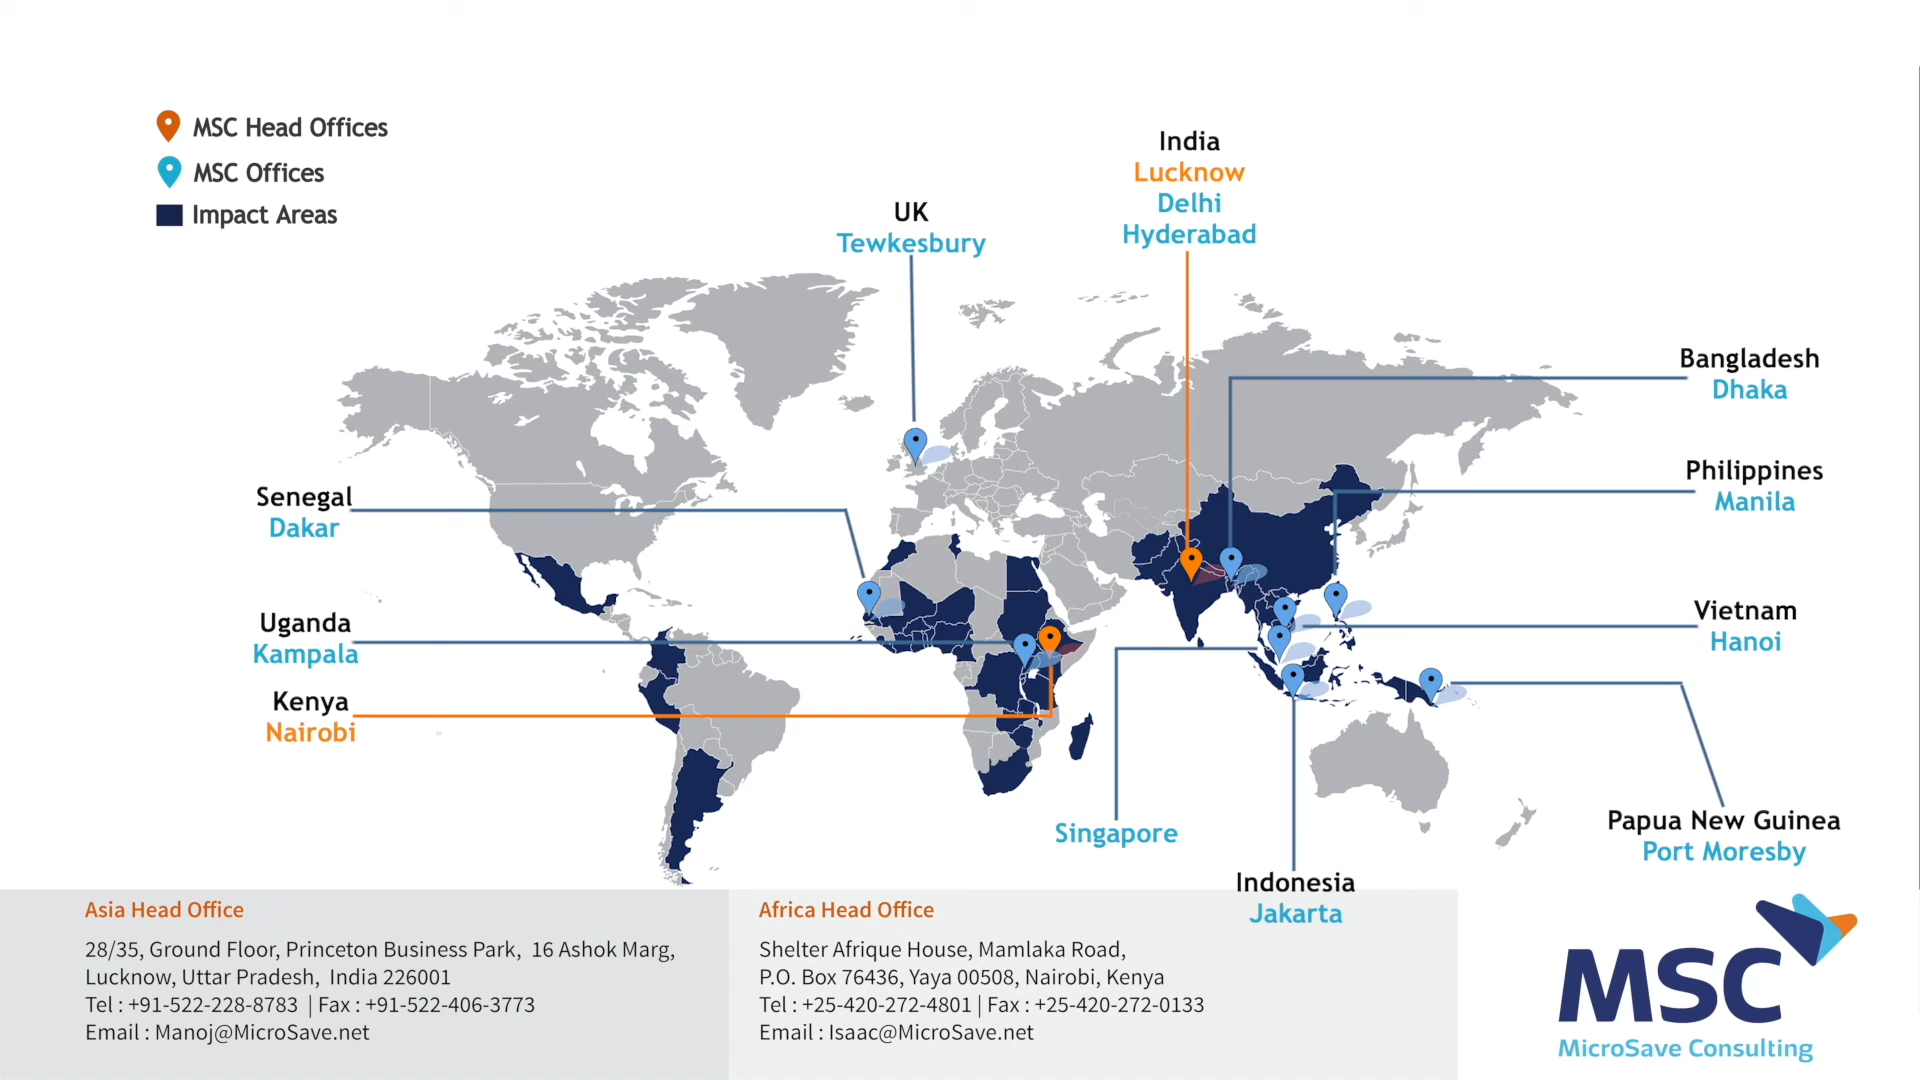 MSC Head Offices
MSC Offices
Impact Areas
India
Lucknow
Delhi
Hyderabad
UK
Tewkesbury
Bangladesh
Dhaka
Philippines
Manila
Senegal
Dakar
Uganda
Kampala
Vietnam
Hanoi
Kenya
Nairobi
Singapore
Papua New Guinea
Port Moresby
Indonesia
Jakarta
Asia Head Office
28/35, Ground Floor, Princeton Business Park, 16 Ashok Marg,
Lucknow, Uttar Pradesh, India 226001
Tel : +91-522-228-8783 | Fax : +91-522-406-3773
Email : Manoj@MicroSave.net
Africa Head Office
Shelter Afrique House, Mamlaka Road,
P.O. Box 76436, Yaya 00508, Nairobi, Kenya
Tel : +25-420-272-4801 | Fax : +25-420-272-0133
Email : Isaac@MicroSave.net
MSC
MicroSave Consulting